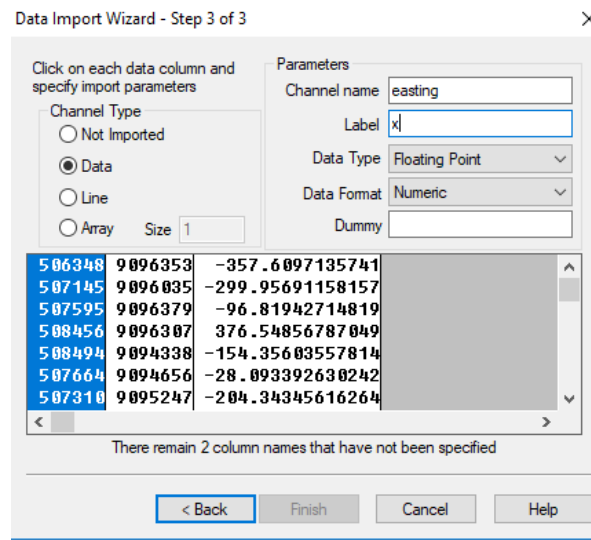 Data Import Wizard - Step 3 of 3
Click on each data column and
specify import parameters
Channel Type
Not Imported
Data
Line
Array Size 1
Parameters
Channel name easting
Label x
Data Type Floating Point
Data Format Numeric
Dummy
506348 9096353 -357.6097135741
507145 9096035 -299.95691158157
507595 9096379 -96.81942714819
508456 9096307 376.54856787049
508494 9094338 -154.35603557814
507664 9094656 -28.093392630242
507310 9095247 -204.34345616264
There remain 2 column names that have not been specified
< Back Finish Cancel Help